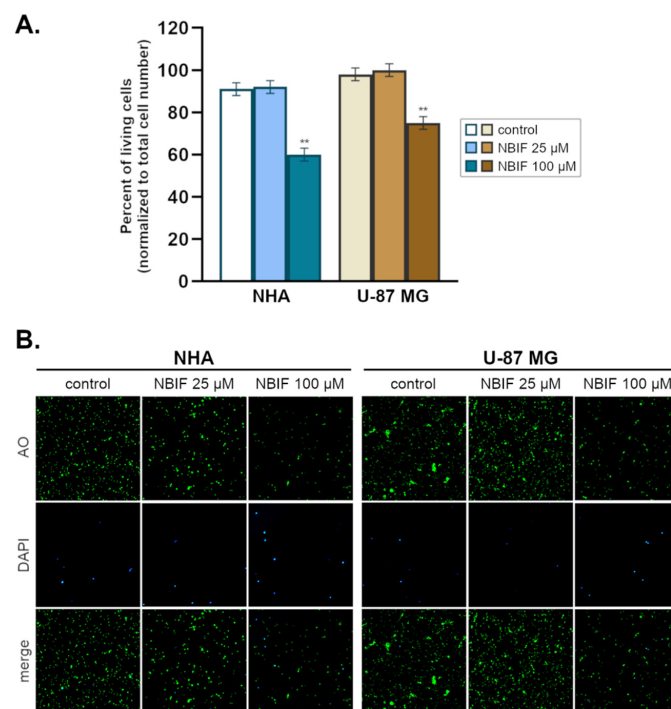 A.
Percent of living cells
(normalized to total cell number)
120
100
80
60
40
20
0
**
**
NHA
U-87 MG
control
NBIF 25 µM
NBIF 100 µM
B.
NHA
U-87 MG
control
NBIF 25 µM
NBIF 100 µM
control
NBIF 25 µM
NBIF 100 µM
AO
DAPI
merge